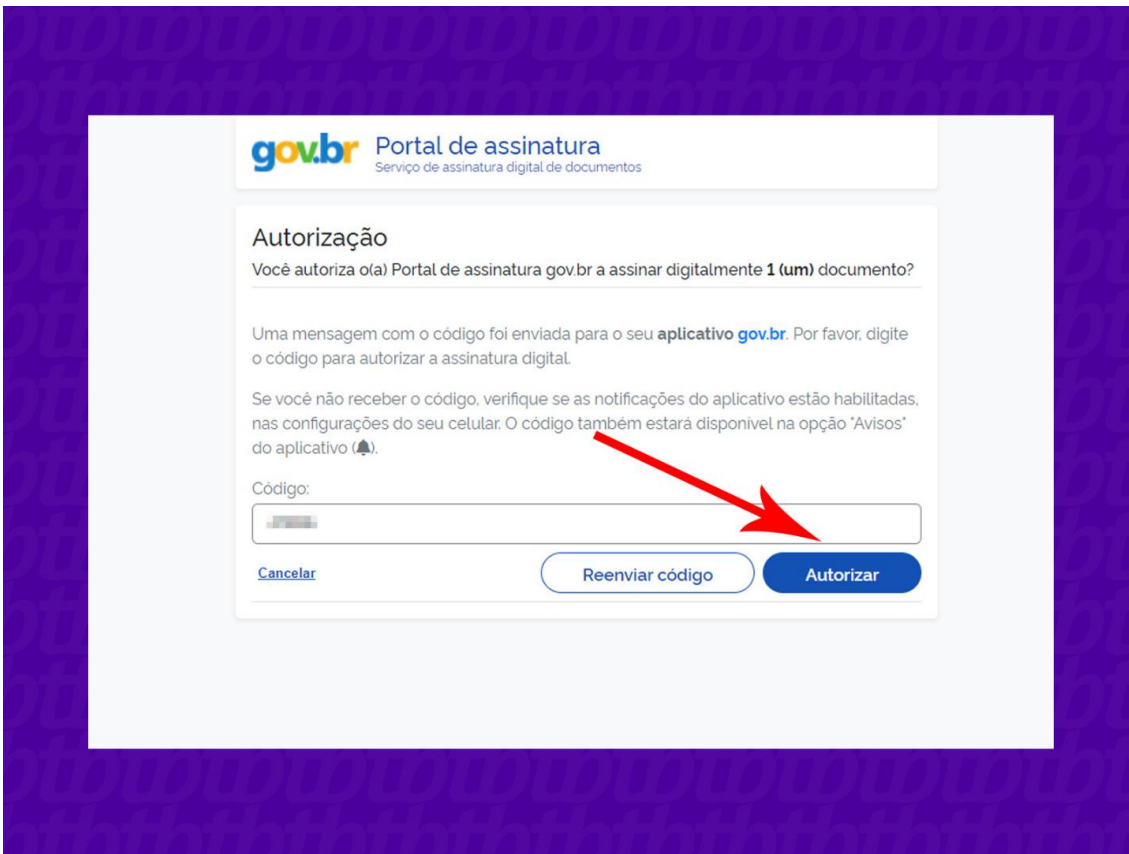 gov.br Portal de assinatura
Serviço de assinatura digital de documentos
Autorização
Você autoriza o(a) Portal de assinatura gov.br a assinar digitalmente 1 (um) documento?
Uma mensagem com o código foi enviada para o seu aplicativo gov.br. Por favor, digite
o código para autorizar a assinatura digital.
Se você não receber o código, verifique se as notificações do aplicativo estão habilitadas,
nas configurações do seu celular. O código também estará disponível na opção "Avisos"
do aplicativo (🔔).
Código:
Cancelar Reenviar código Autorizar